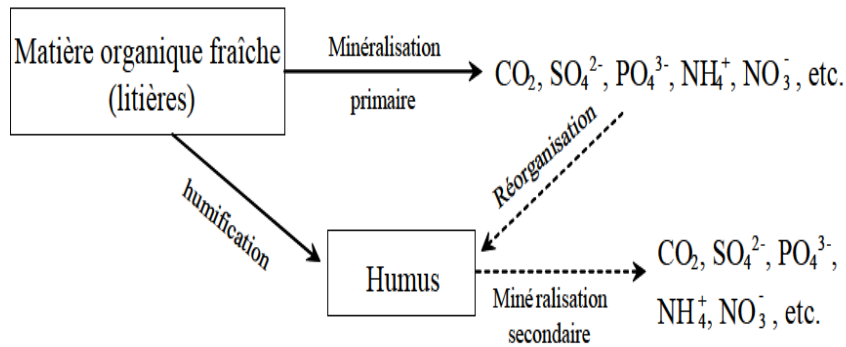 Matière organique fraîche
(litières)
Minéralisation
primaire
CO₂, SO₄²⁻, PO₄³⁻, NH₄⁺, NO₃⁻, etc.
Réorganisation
humification
Humus
Minéralisation
secondaire
CO₂, SO₄²⁻, PO₄³⁻,
NH₄⁺, NO₃⁻, etc.